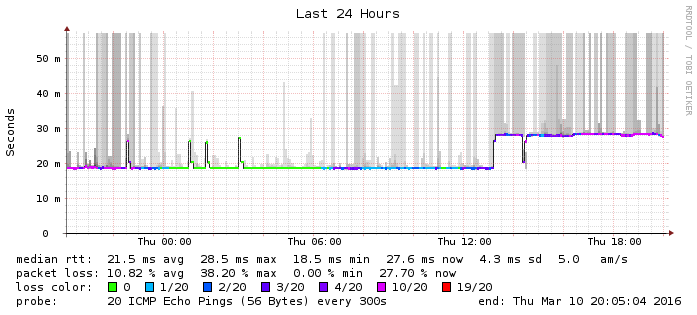 Last 24 Hours
RRDTOOL / TOBI OETIKER
Seconds
50 m
40 m
30 m
20 m
10 m
0
Thu 00:00 Thu 06:00 Thu 12:00 Thu 18:00
median rtt: 21.5 ms avg 28.5 ms max 18.5 ms min 27.6 ms now 4.3 ms sd 5.0 am/s
packet loss: 10.82 % avg 38.20 % max 0.00 % min 27.70 % now
loss color: 0 1/20 2/20 3/20 4/20 10/20 19/20
probe: 20 ICMP Echo Pings (56 Bytes) every 300s end: Thu Mar 10 20:05:04 2016